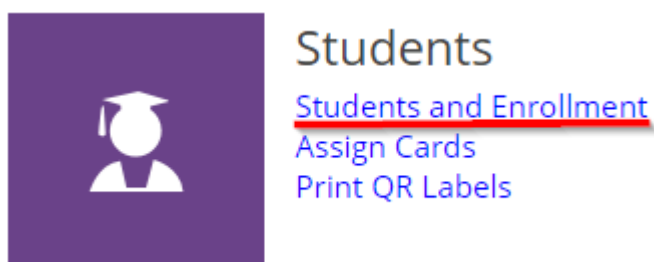 Students
Students and Enrollment
Assign Cards
Print QR Labels